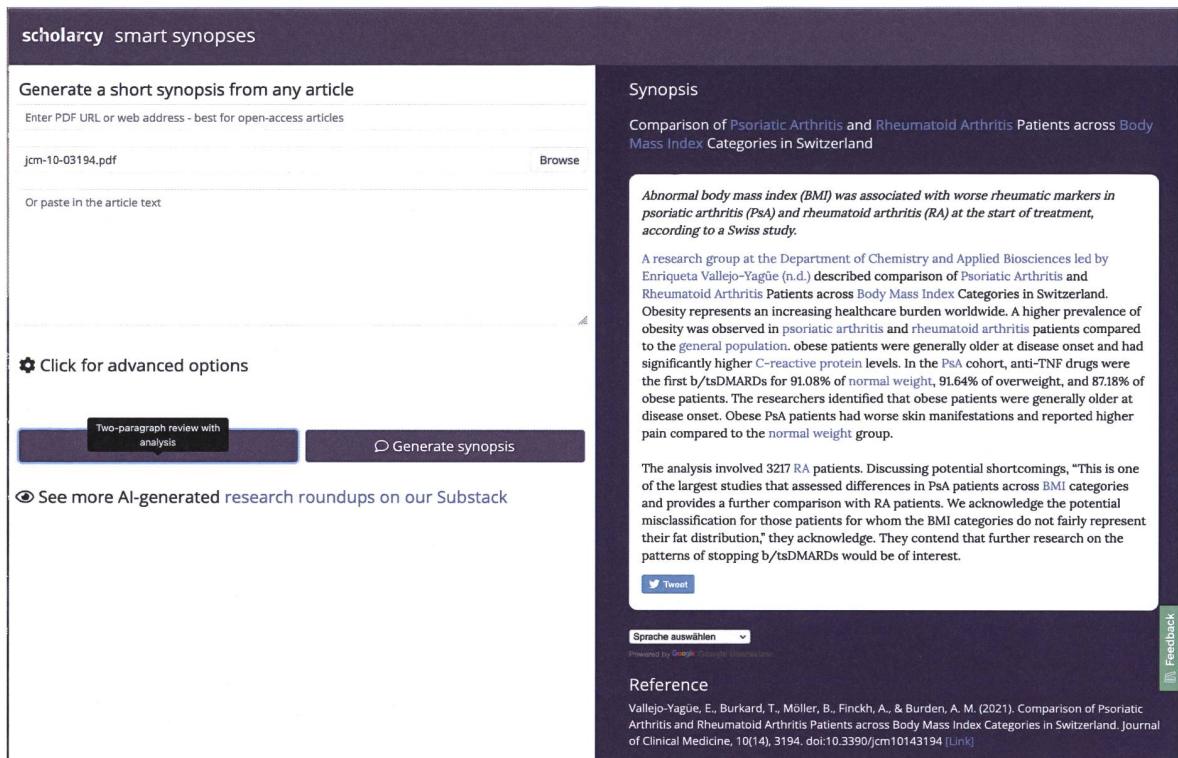 scholarcy smart synopses
Generate a short synopsis from any article
Enter PDF URL or web address - best for open-access articles
jcm-10-03194.pdf
Browse
Or paste in the article text
Click for advanced options
Two-paragraph review with
analysis
Generate synopsis
See more AI-generated research roundups on our Substack
Synopsis
Comparison of Psoriatic Arthritis and Rheumatoid Arthritis Patients across Body
Mass Index Categories in Switzerland
Abnormal body mass index (BMI) was associated with worse rheumatic markers in
psoriatic arthritis (PsA) and rheumatoid arthritis (RA) at the start of treatment,
according to a Swiss study.
A research group at the Department of Chemistry and Applied Biosciences led by
Enriqueta Vallejo-Yagüe (n.d.) described comparison of Psoriatic Arthritis and
Rheumatoid Arthritis Patients across Body Mass Index Categories in Switzerland.
Obesity represents an increasing healthcare burden worldwide. A higher prevalence of
obesity was observed in psoriatic arthritis and rheumatoid arthritis patients compared
to the general population. obese patients were generally older at disease onset and had
significantly higher C-reactive protein levels. In the PsA cohort, anti-TNF drugs were
the first b/tsDMARDs for 91.08% of normal weight, 91.64% of overweight, and 87.18% of
obese patients. The researchers identified that obese patients were generally older at
disease onset. Obese PsA patients had worse skin manifestations and reported higher
pain compared to the normal weight group.
The analysis involved 3217 RA patients. Discussing potential shortcomings, “This is one
of the largest studies that assessed differences in PsA patients across BMI categories
and provides a further comparison with RA patients. We acknowledge the potential
misclassification for those patients for whom the BMI categories do not fairly represent
their fat distribution,” they acknowledge. They contend that further research on the
patterns of stopping b/tsDMARDs would be of interest.
Tweet
Sprache auswählen
Powered by Google
Feedback
Reference
Vallejo-Yagüe, E., Burkard, T., Möller, B., Finckh, A., & Burden, A. M. (2021). Comparison of Psoriatic
Arthritis and Rheumatoid Arthritis Patients across Body Mass Index Categories in Switzerland. Journal
of Clinical Medicine, 10(14), 3194. doi:10.3390/jcm10143194 [Link]